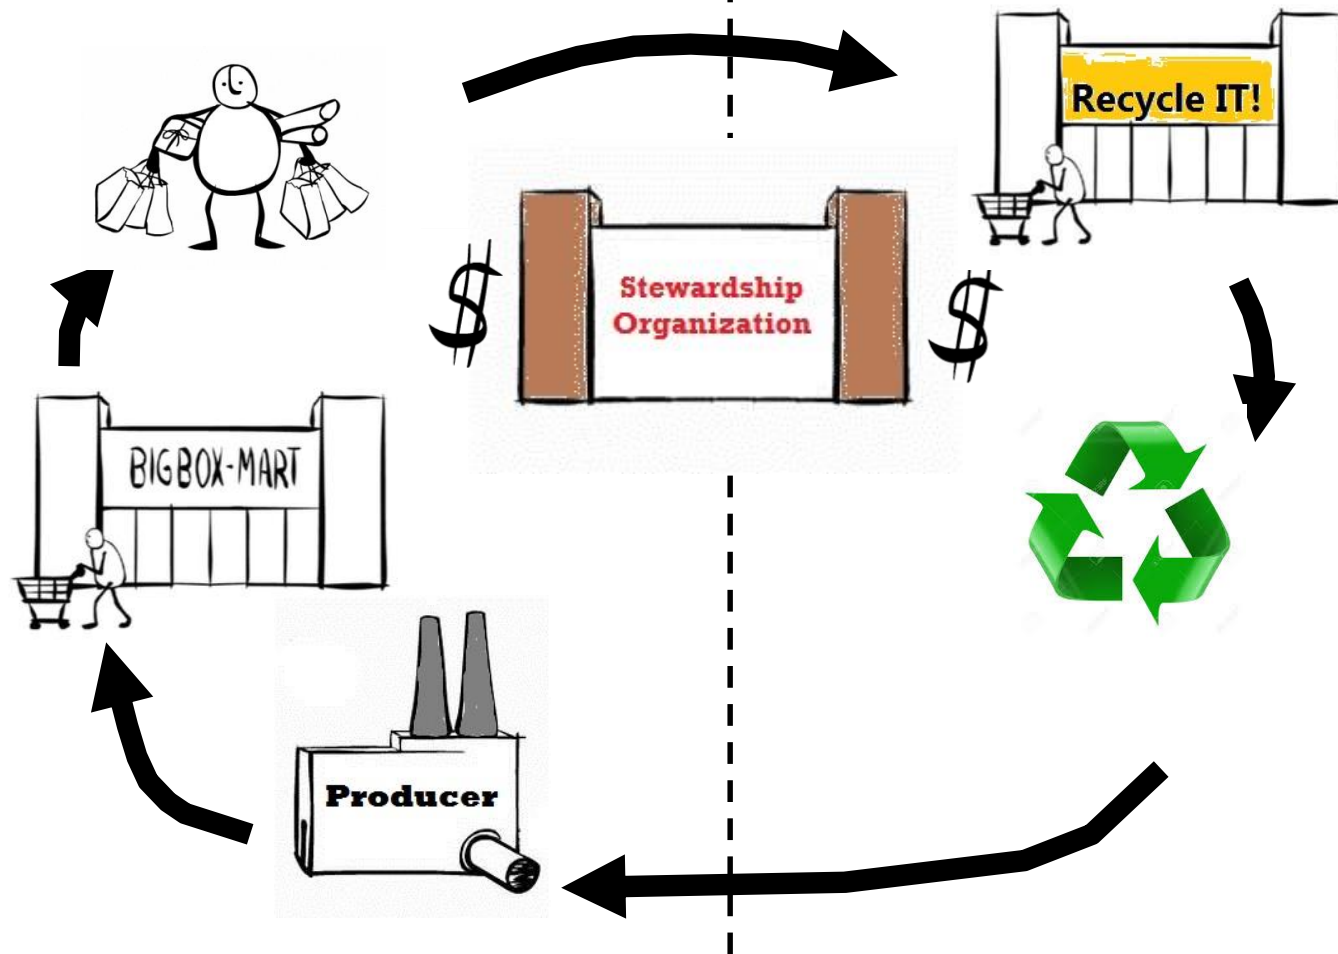 Recycle IT!
$
Stewardship
Organization
$
BIGBOX-MART
Producer